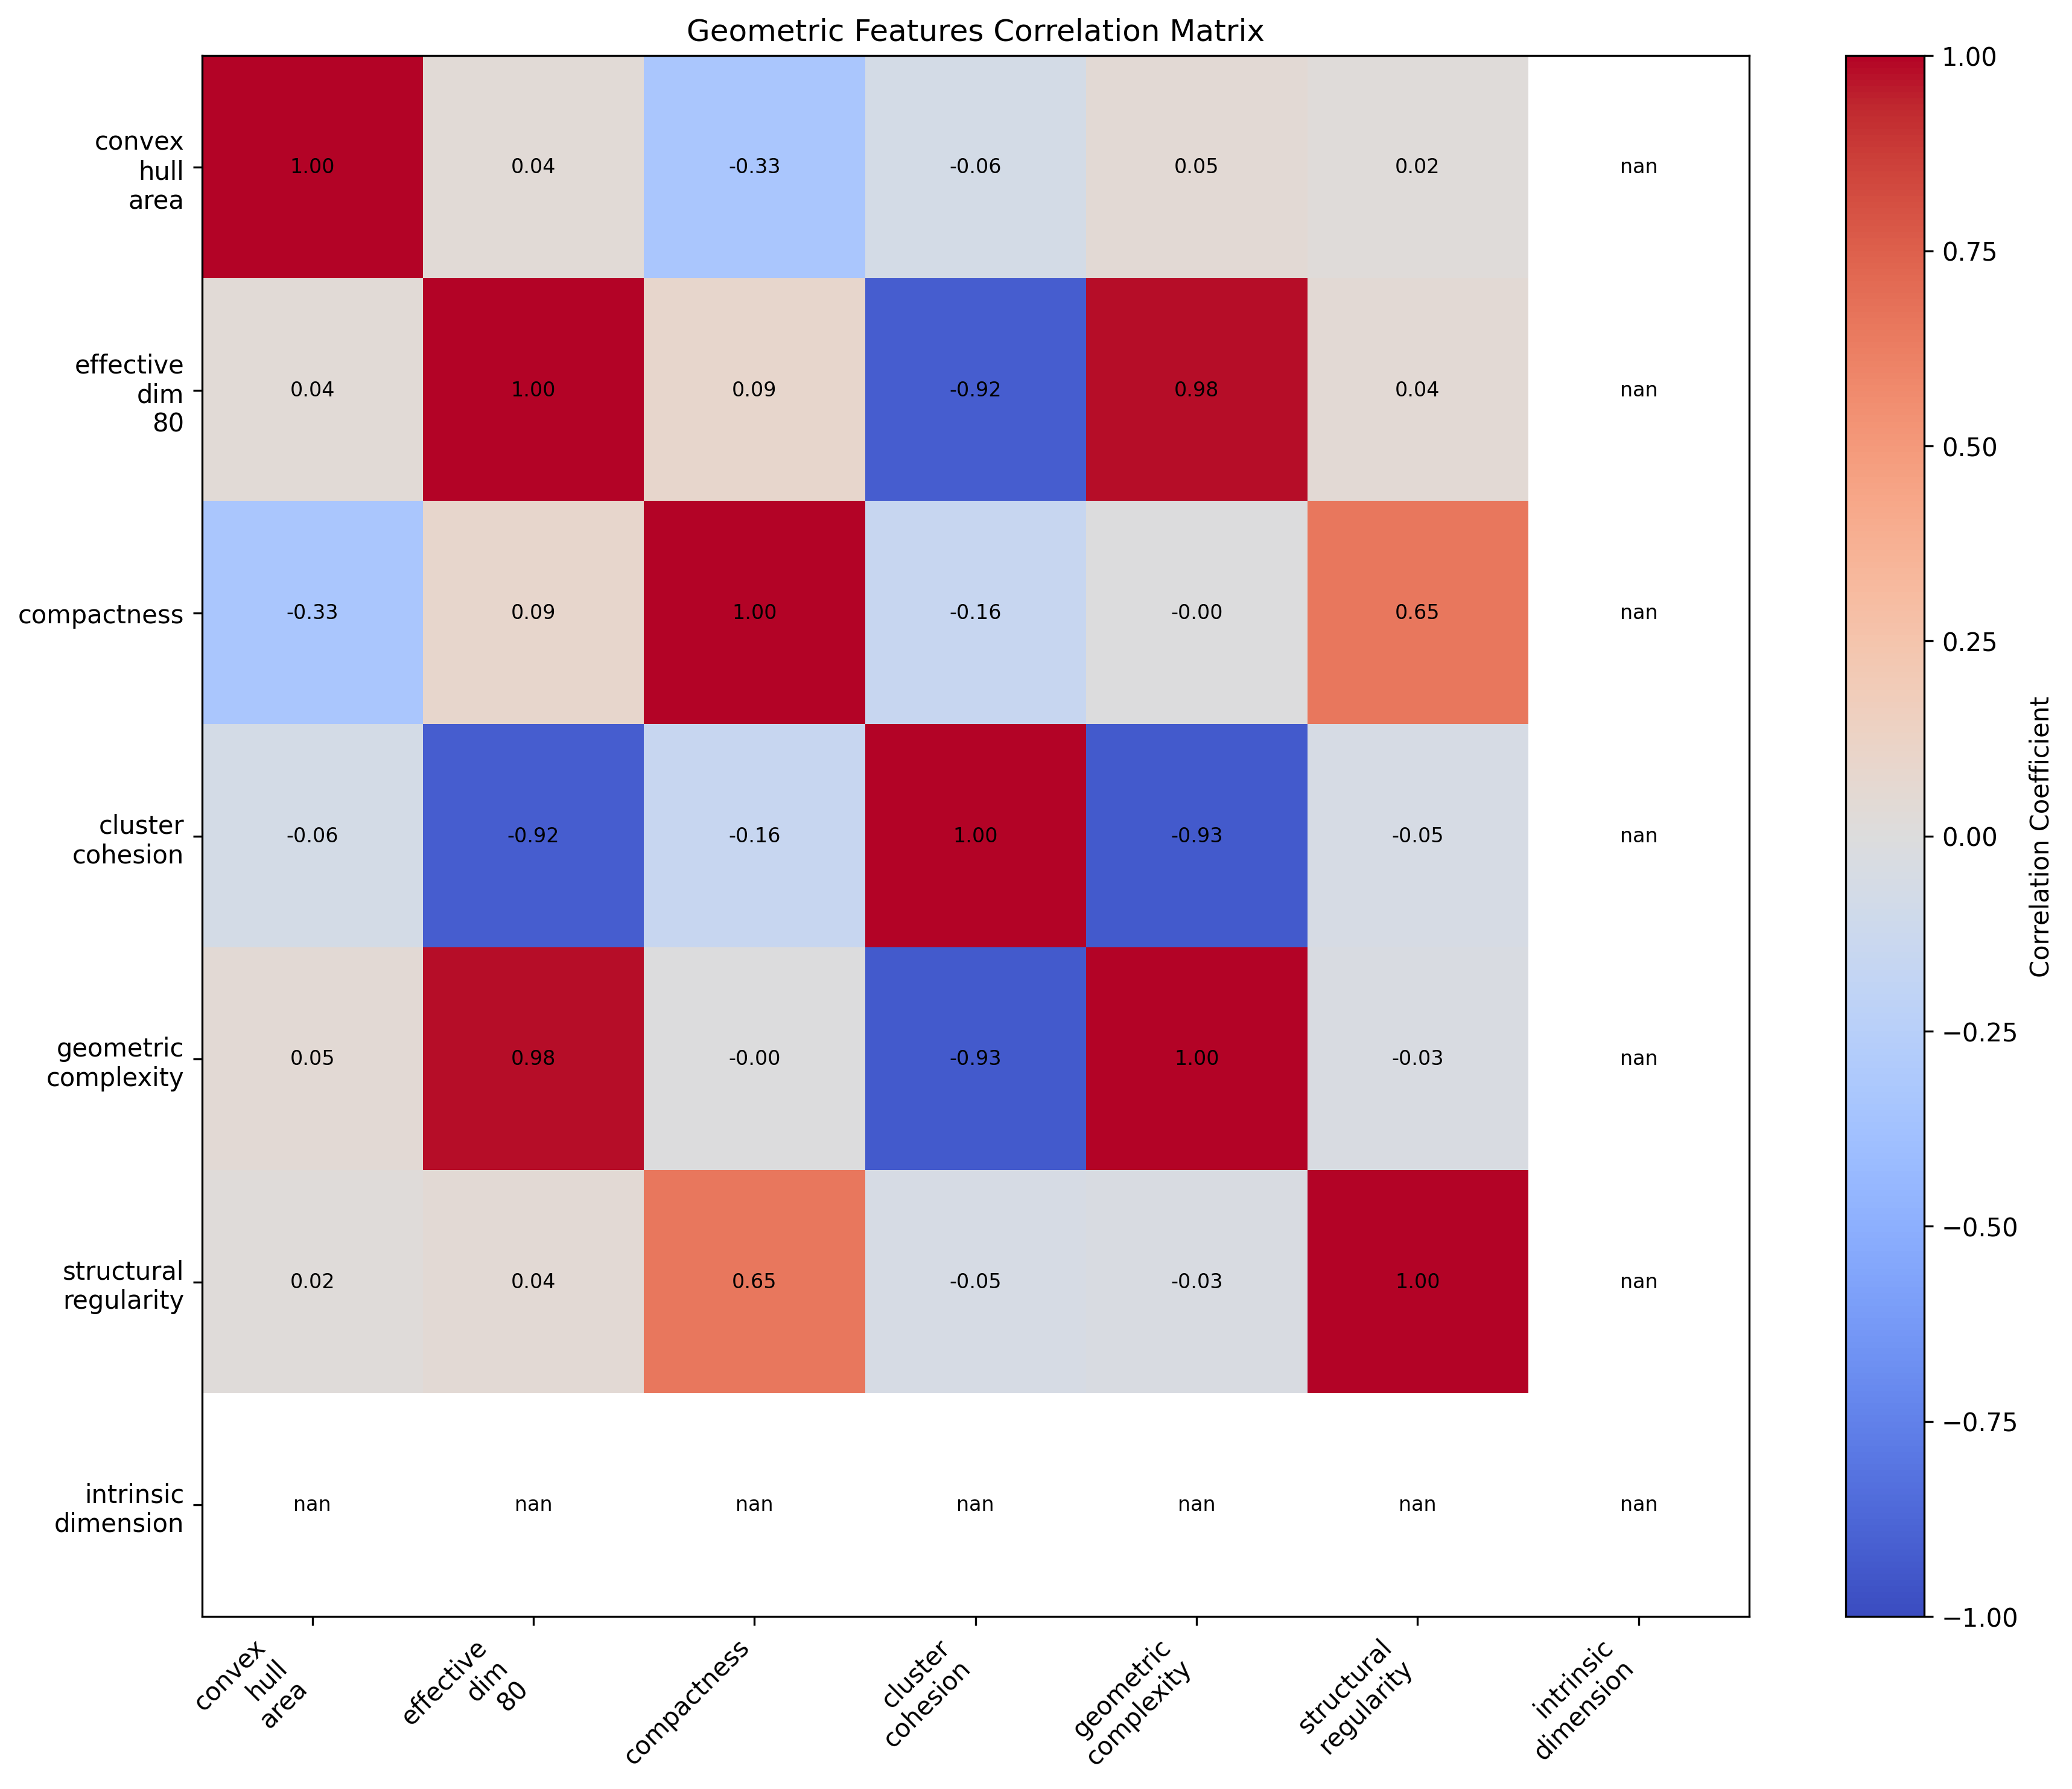 Geometric Features Correlation Matrix
convex
hull
area
1.00 0.04 -0.33 -0.06 0.05 0.02 nan
effective
dim
80
0.04 1.00 0.09 -0.92 0.98 0.04 nan
compactness
-0.33 0.09 1.00 -0.16 -0.00 0.65 nan
cluster
cohesion
-0.06 -0.92 -0.16 1.00 -0.93 -0.05 nan
geometric
complexity
0.05 0.98 -0.00 -0.93 1.00 -0.03 nan
structural
regularity
0.02 0.04 0.65 -0.05 -0.03 1.00 nan
intrinsic
dimension
nan nan nan nan nan nan nan
convex
hull
area
effective
dim
80
compactness
cluster
cohesion
geometric
complexity
structural
regularity
intrinsic
dimension
1.00
0.75
0.50
0.25
0.00
−0.25
−0.50
−0.75
−1.00
Correlation Coefficient